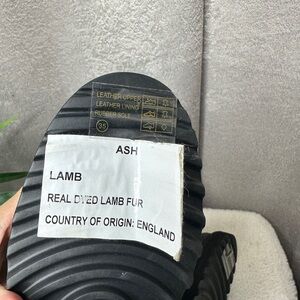 LEATHER UPPER
LEATHER LINING
RUBBER SOLE
35
ASH
LAMB
REAL DYED LAMB FUR
COUNTRY OF ORIGIN: ENGLAND